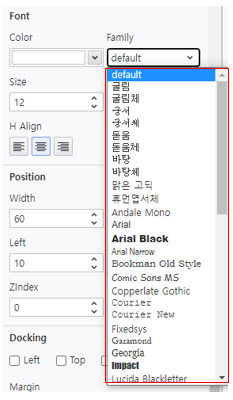 Font
Color Family
default
default
굴림
Size
굴림체
궁서
12
궁서체
돋움
H Align
돋움체
바탕
바탕체
맑은 고딕
Position
휴먼엽서체
Width
Andale Mono
60
Arial
Arial Black
Left
Arial Narrow
10
Bookman Old Style
Comic Sans MS
ZIndex
Copperlate Gothic
0
Courier
Courier New
Docking
Fixedsys
Garamond
Left Top
Georgia
Impact
Margin
Lucida Blackletter